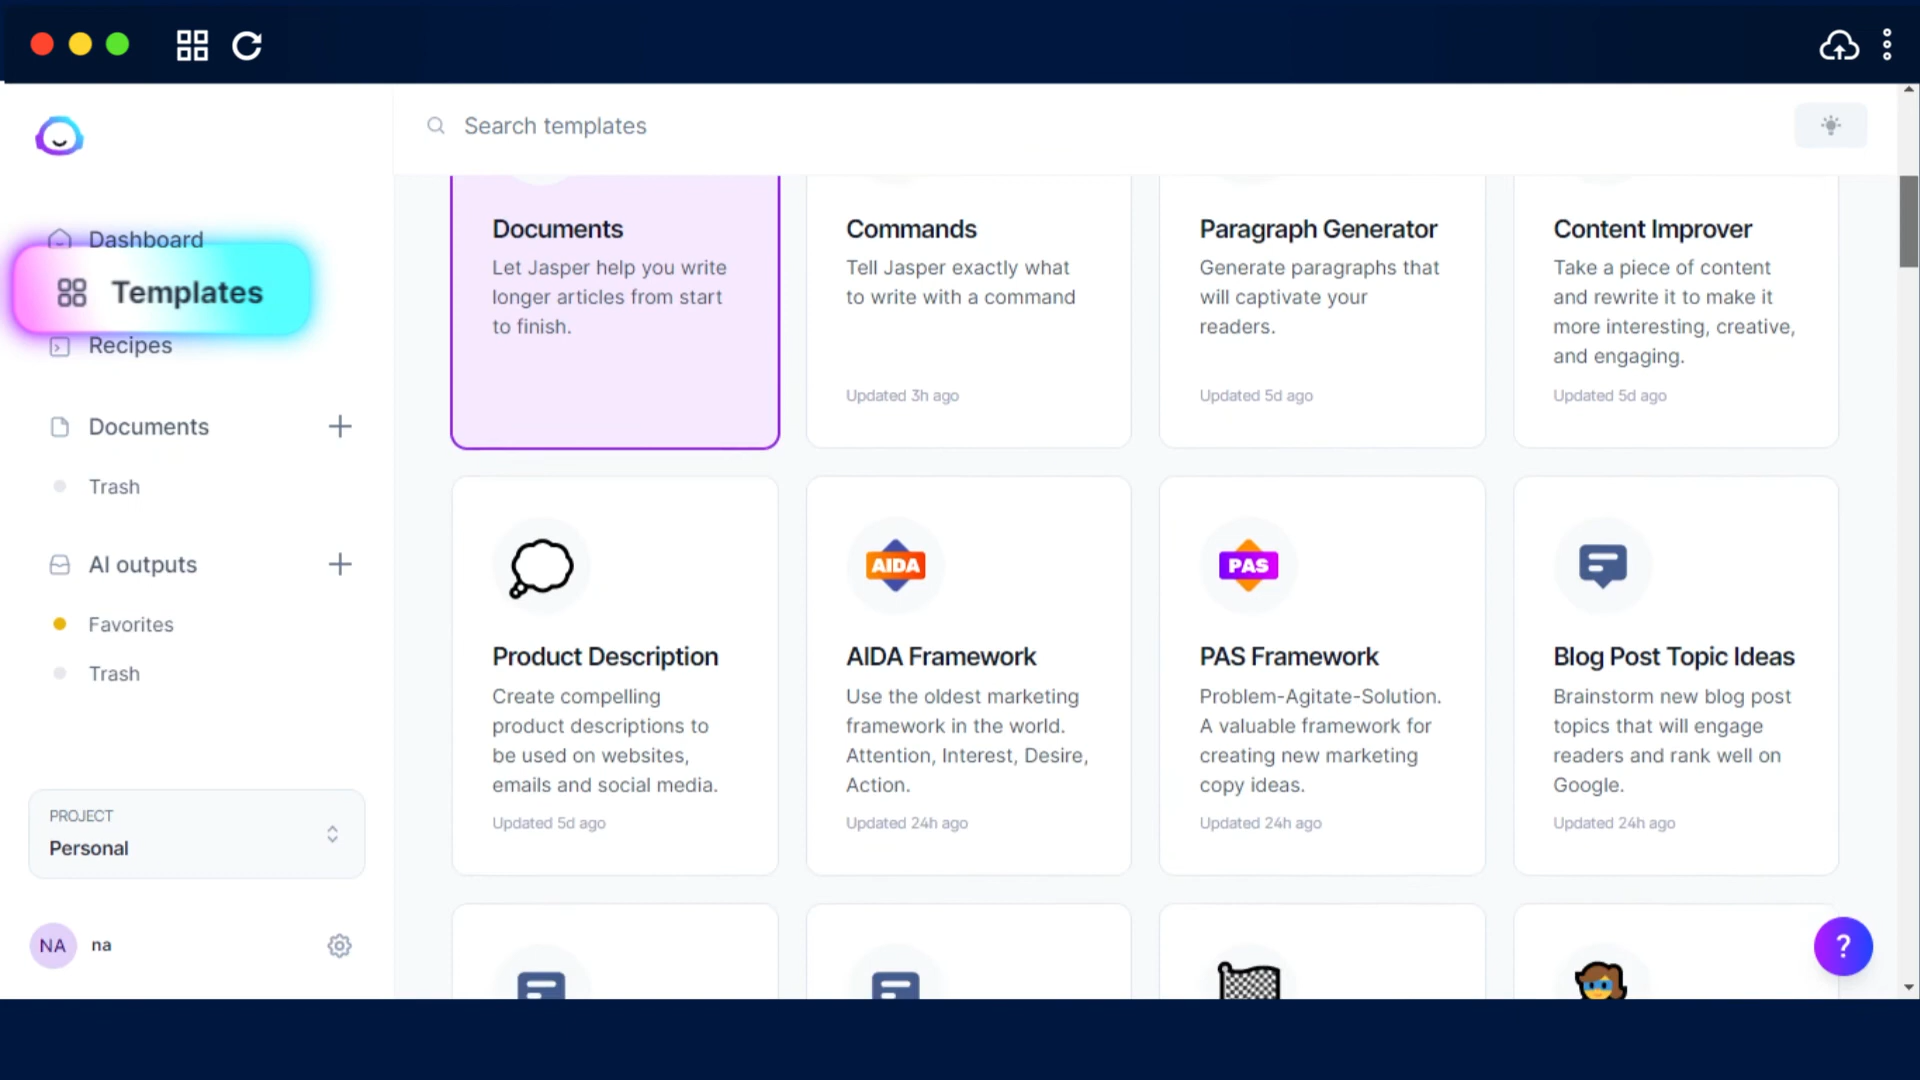 Search templates
Dashboard
Templates
Recipes
Documents
Trash
AI outputs
Favorites
Trash
PROJECT
Personal
NA
na
Documents
Let Jasper help you write
longer articles from start
to finish.
Commands
Tell Jasper exactly what
to write with a command
Updated 3h ago
Paragraph Generator
Generate paragraphs that
will captivate your
readers.
Updated 5d ago
Content Improver
Take a piece of content
and rewrite it to make it
more interesting, creative,
and engaging.
Updated 5d ago
Product Description
Create compelling
product descriptions to
be used on websites,
emails and social media.
Updated 5d ago
AIDA
AIDA Framework
Use the oldest marketing
framework in the world.
Attention, Interest, Desire,
Action.
Updated 24h ago
PAS
PAS Framework
Problem-Agitate-Solution.
A valuable framework for
creating new marketing
copy ideas.
Updated 24h ago
Blog Post Topic Ideas
Brainstorm new blog post
topics that will engage
readers and rank well on
Google.
Updated 24h ago
?